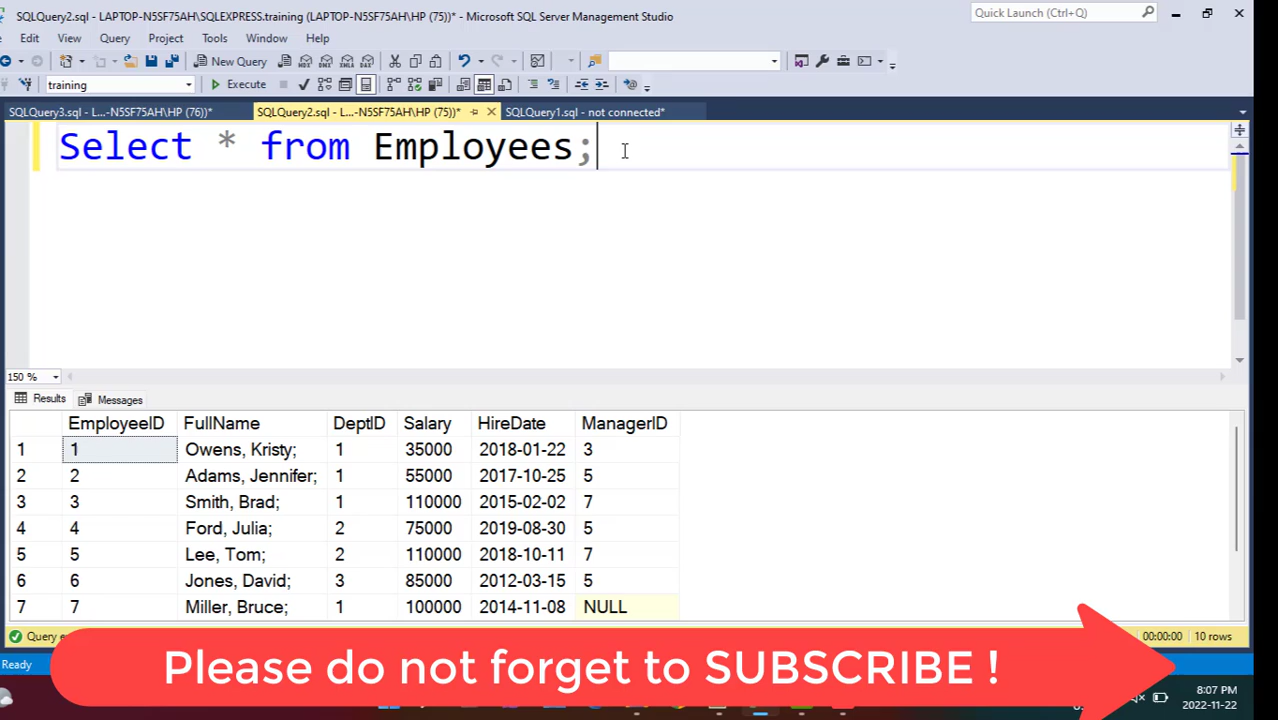 SQLQuery2.sql - LAPTOP-N5SF75AH\SQLEXPRESS.training (LAPTOP-N5SF75AH\HP (75))* - Microsoft SQL Server Management Studio
Quick Launch (Ctrl+Q)
Edit View Query Project Tools Window Help
New Query
training
Execute
SQLQuery3.sql - L...-N5SF75AH\HP (76))* SQLQuery2.sql - L...-N5SF75AH\HP (75))* SQLQuery1.sql - not connected*
Select * from Employees;
150 %
Results Messages
EmployeeID FullName DeptID Salary HireDate ManagerID
1 1 Owens, Kristy; 1 35000 2018-01-22 3
2 2 Adams, Jennifer; 1 55000 2017-10-25 5
3 3 Smith, Brad; 1 110000 2015-02-02 7
4 4 Ford, Julia; 2 75000 2019-08-30 5
5 5 Lee, Tom; 2 110000 2018-10-11 7
6 6 Jones, David; 3 85000 2012-03-15 5
7 7 Miller, Bruce; 1 100000 2014-11-08 NULL
Query 00:00:00 10 rows
Ready
Please do not forget to SUBSCRIBE !
8:07 PM
2022-11-22